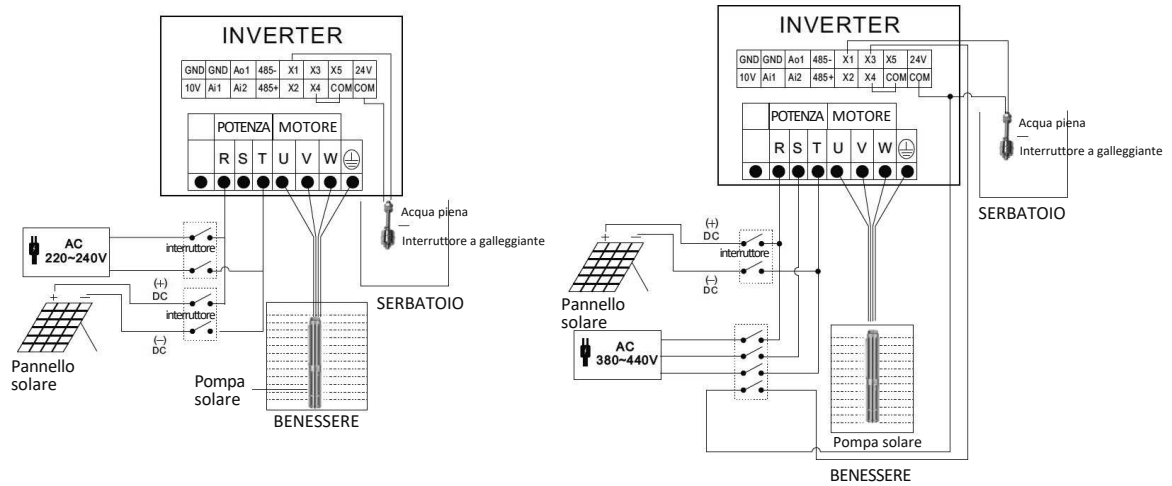 INVERTER
GND GND Ao1 485- X1 X3 X5 24V
10V Ai1 Ai2 485+ X2 X4 COM COM
POTENZA MOTORE
R S T U V W
Acqua piena
Interruttore a galleggiante
SERBATOIO
AC
220~240V
interruttore
(+)
DC
interruttore
(−)
DC
+ −
Pannello
solare
Pompa
solare
BENESSERE
INVERTER
GND GND Ao1 485- X1 X3 X5 24V
10V Ai1 Ai2 485+ X2 X4 COM COM
POTENZA MOTORE
R S T U V W
Acqua piena
Interruttore a galleggiante
SERBATOIO
(+)
DC
interruttore
(−)
DC
+ −
Pannello
solare
AC
380~440V
Pompa solare
BENESSERE